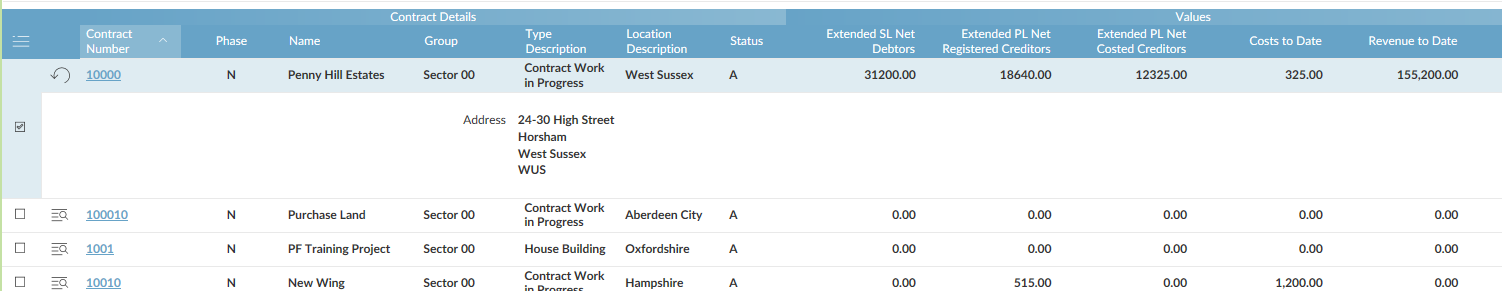 Contract Details Values
Contract Number Phase Name Group Type Description Location Description Status Extended SL Net Debtors Extended PL Net Registered Creditors Extended PL Net Costed Creditors Costs to Date Revenue to Date
10000 N Penny Hill Estates Sector 00 Contract Work in Progress West Sussex A 31200.00 18640.00 12325.00 325.00 155,200.00
Address 24-30 High Street
Horsham
West Sussex
WUS
100010 N Purchase Land Sector 00 Contract Work in Progress Aberdeen City A 0.00 0.00 0.00 0.00 0.00
1001 N PF Training Project Sector 00 House Building Oxfordshire A 0.00 0.00 0.00 0.00 0.00
10010 N New Wing Sector 00 Contract Work in Progress Hampshire A 0.00 515.00 0.00 1,200.00 0.00